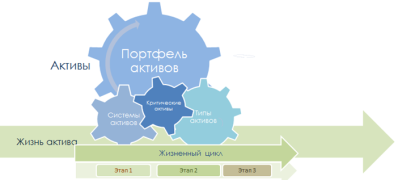 Портфель
активов
Активы
Критические
активы
Системы
активов
Типы
активов
Жизнь актива
Жизненный цикл
Этап 1
Этап 2
Этап 3